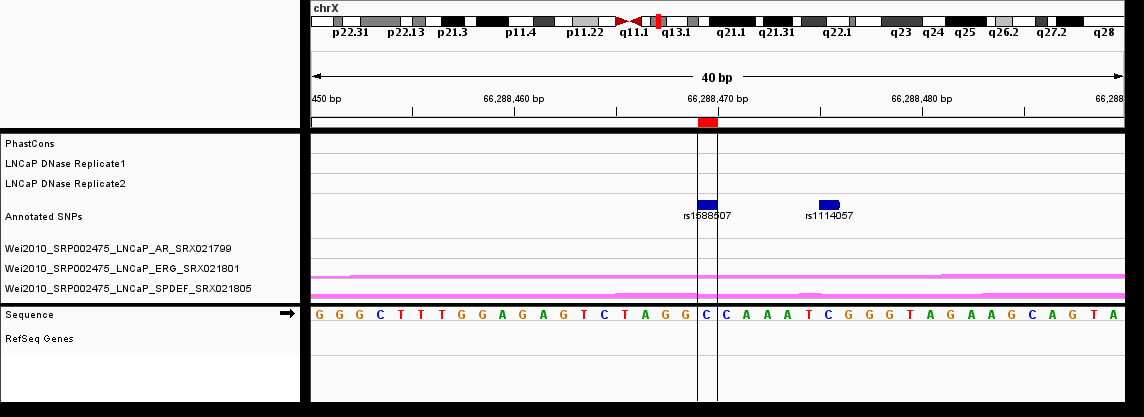 chrX
p22.31 p22.13 p21.3 p11.4 p11.22 q11.1 q13.1 q21.1 q21.31 q22.1 q23 q24 q25 q26.2 q27.2 q28
40 bp
450 bp 66,288,460 bp 66,288,470 bp 66,288,480 bp 66,288
PhastCons
LNCaP DNase Replicate1
LNCaP DNase Replicate2
Annotated SNPs
rs1588507 rs1114057
Wei2010_SRP002475_LNCaP_AR_SRX021799
Wei2010_SRP002475_LNCaP_ERG_SRX021801
Wei2010_SRP002475_LNCaP_SPDEF_SRX021805
Sequence G G G C T T T G G A G A G T C T A G G C C A A A T C G G G T A G A A G C A G T A
RefSeq Genes